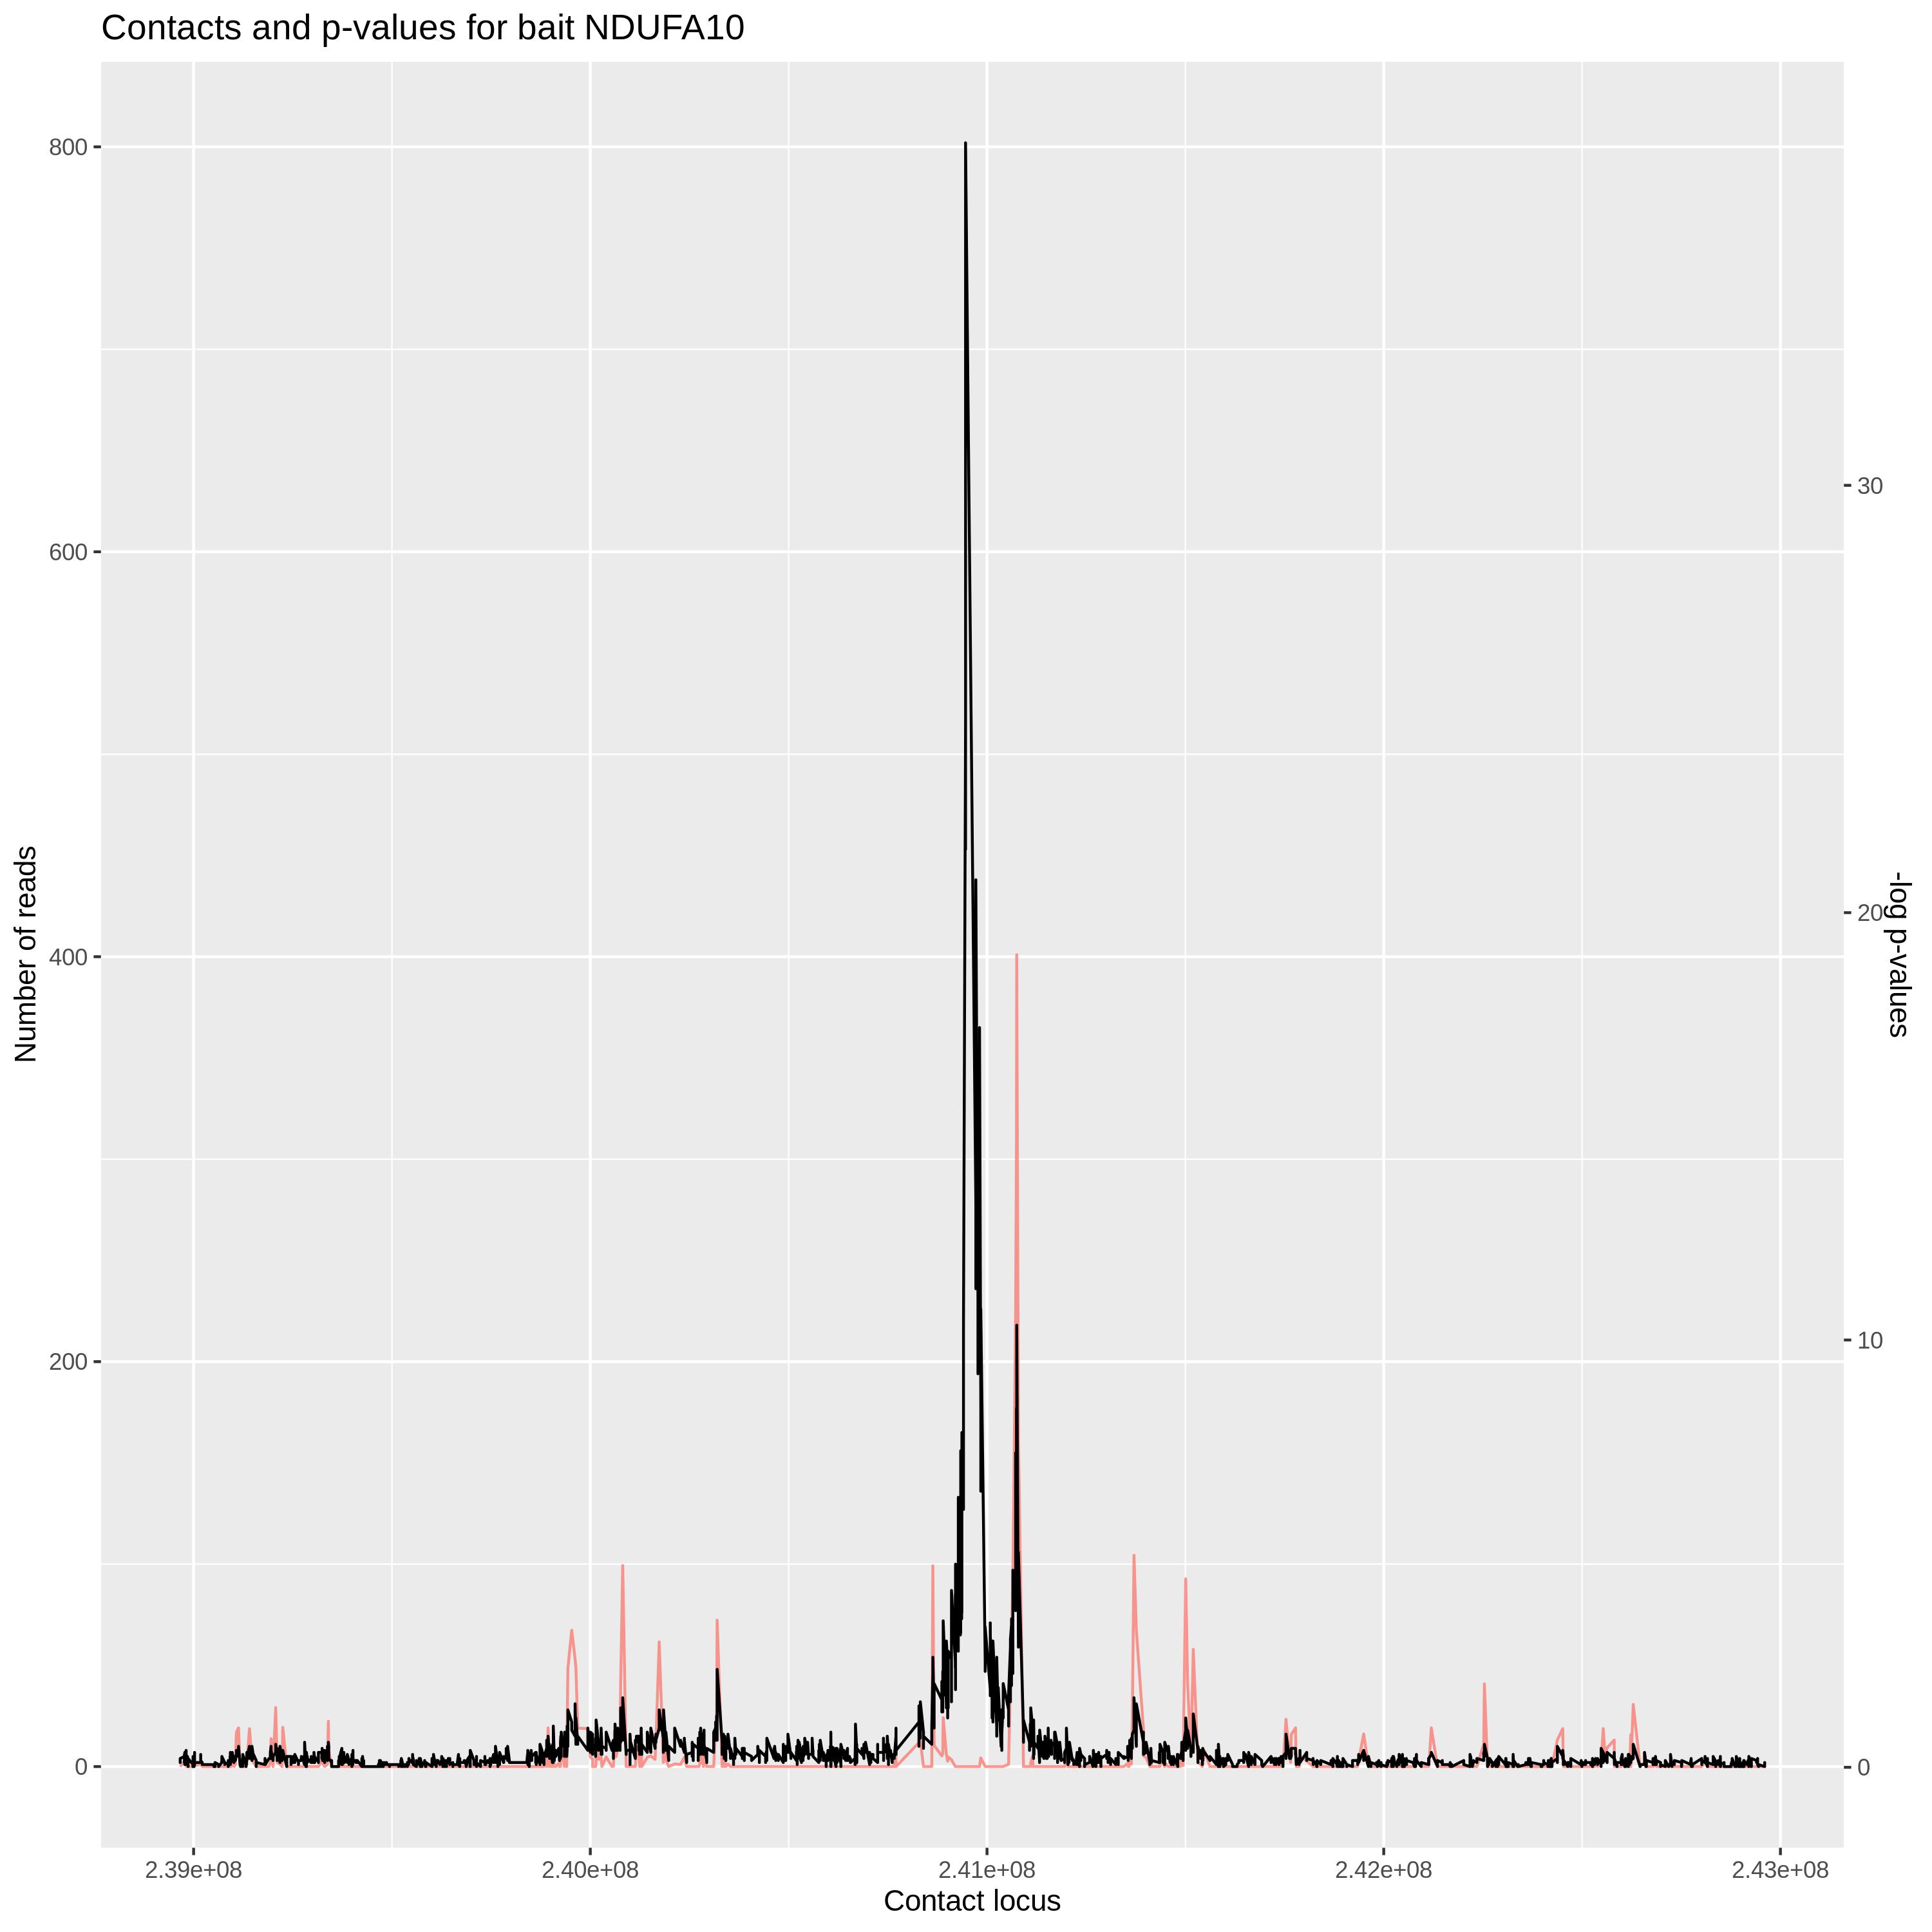 Contacts and p-values for bait NDUFA10
800
600
400
200
0
Number of reads
30
20
10
0
-log p-values
2.39e+08
2.40e+08
2.41e+08
2.42e+08
2.43e+08
Contact locus